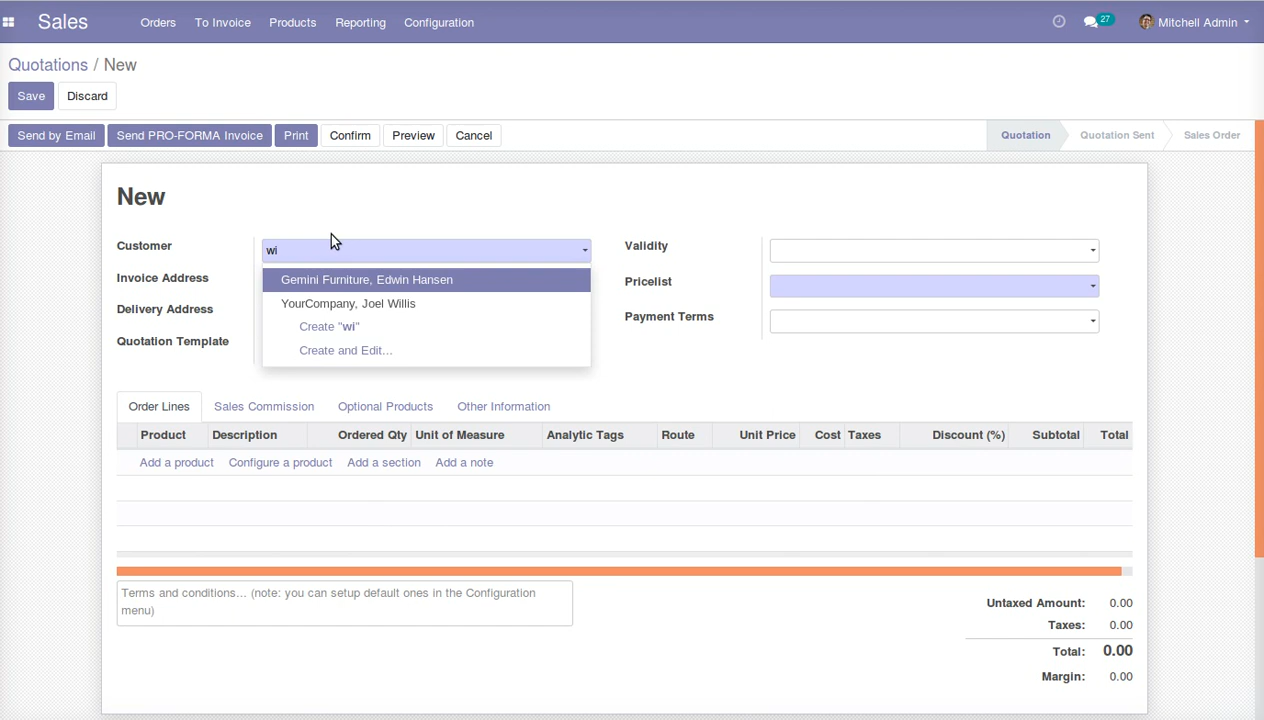 Sales Orders To Invoice Products Reporting Configuration 27 Mitchell Admin
Quotations / New
Save Discard
Send by Email Send PRO-FORMA Invoice Print Confirm Preview Cancel Quotation Quotation Sent Sales Order
New
Customer wi Validity
Gemini Furniture, Edwin Hansen
Invoice Address Pricelist
YourCompany, Joel Willis
Delivery Address Payment Terms
Create "wi"
Quotation Template
Create and Edit...
Order Lines Sales Commission Optional Products Other Information
Product Description Ordered Qty Unit of Measure Analytic Tags Route Unit Price Cost Taxes Discount (%) Subtotal Total
Add a product Configure a product Add a section Add a note
Terms and conditions... (note: you can setup default ones in the Configuration
menu)
Untaxed Amount: 0.00
Taxes: 0.00
Total: 0.00
Margin: 0.00